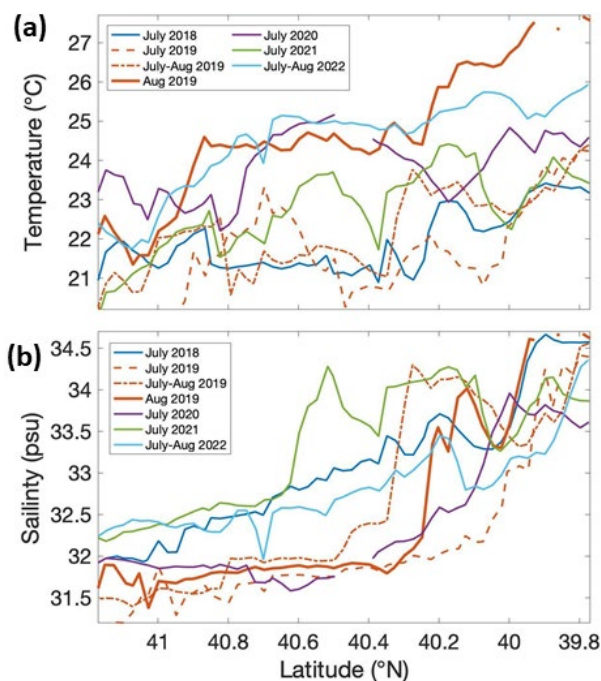 (a)
27
26
25
24
23
22
21
Temperature (°C)
July 2018
July 2019
July-Aug 2019
Aug 2019
July 2020
July 2021
July-Aug 2022
(b)
34.5
34
33.5
33
32.5
32
31.5
Sailinty (psu)
July 2018
July 2019
July-Aug 2019
Aug 2019
July 2020
July 2021
July-Aug 2022
41 40.8 40.6 40.4 40.2 40 39.8
Latitude (°N)